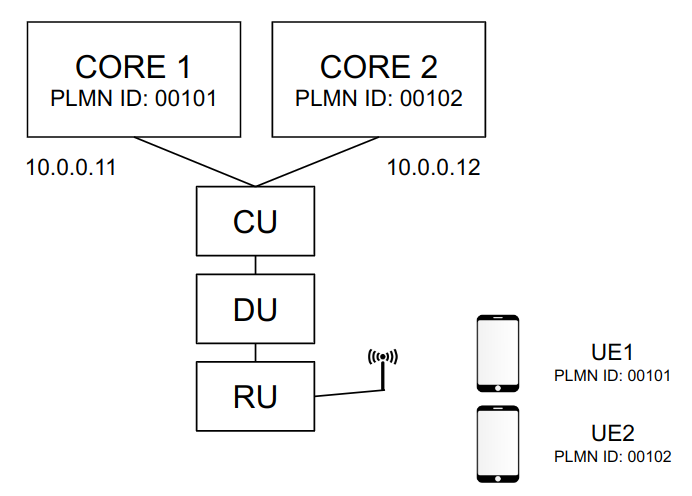 CORE 1
PLMN ID: 00101
CORE 2
PLMN ID: 00102
10.0.0.11
10.0.0.12
CU
DU
RU
UE1
PLMN ID: 00101
UE2
PLMN ID: 00102